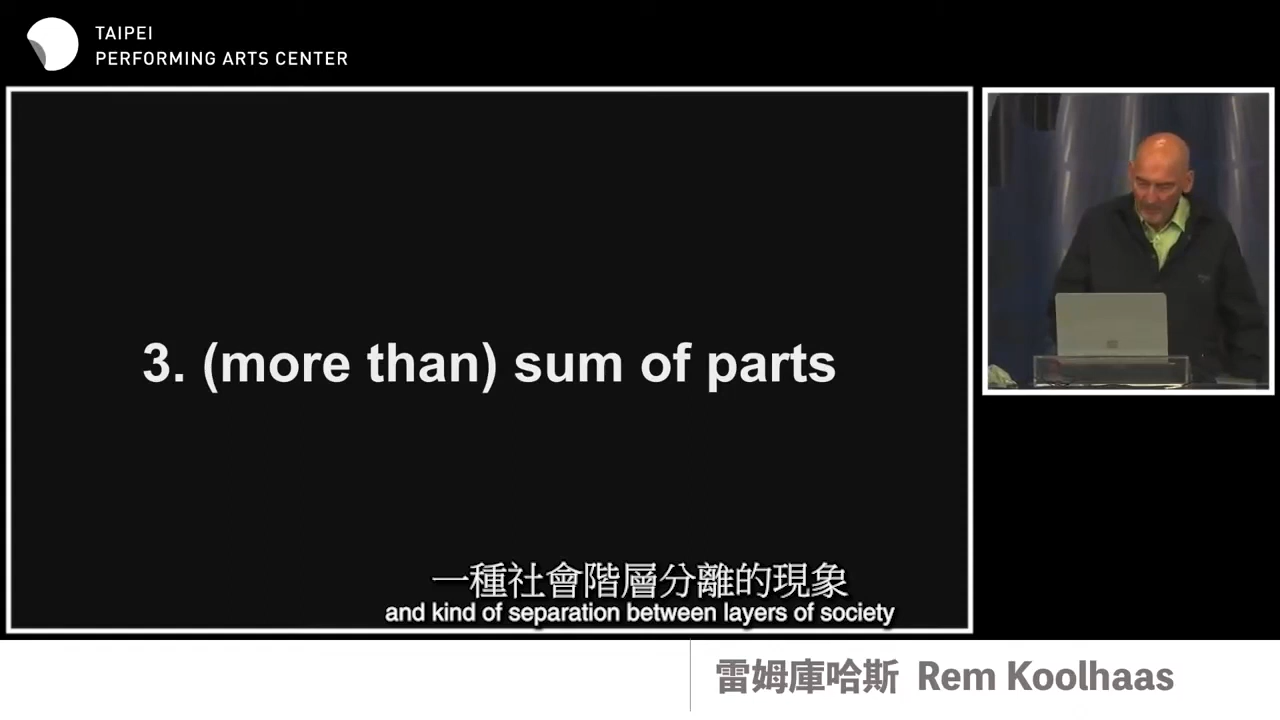 TAIPEI
PERFORMING ARTS CENTER
3. (more than) sum of parts
一種社會階層分離的現象
and kind of separation between layers of society
雷姆庫哈斯 Rem Koolhaas